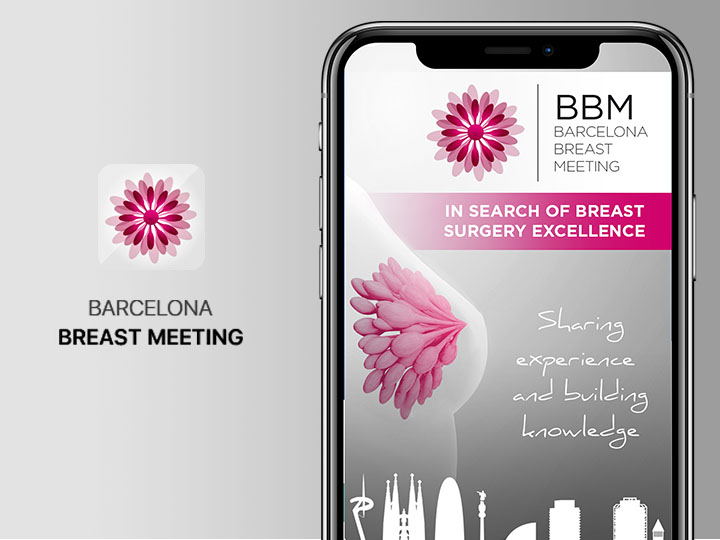 BARCELONA
BREAST MEETING
BBM
BARCELONA
BREAST
MEETING
IN SEARCH OF BREAST
SURGERY EXCELLENCE
Sharing
experience
and building
knowledge